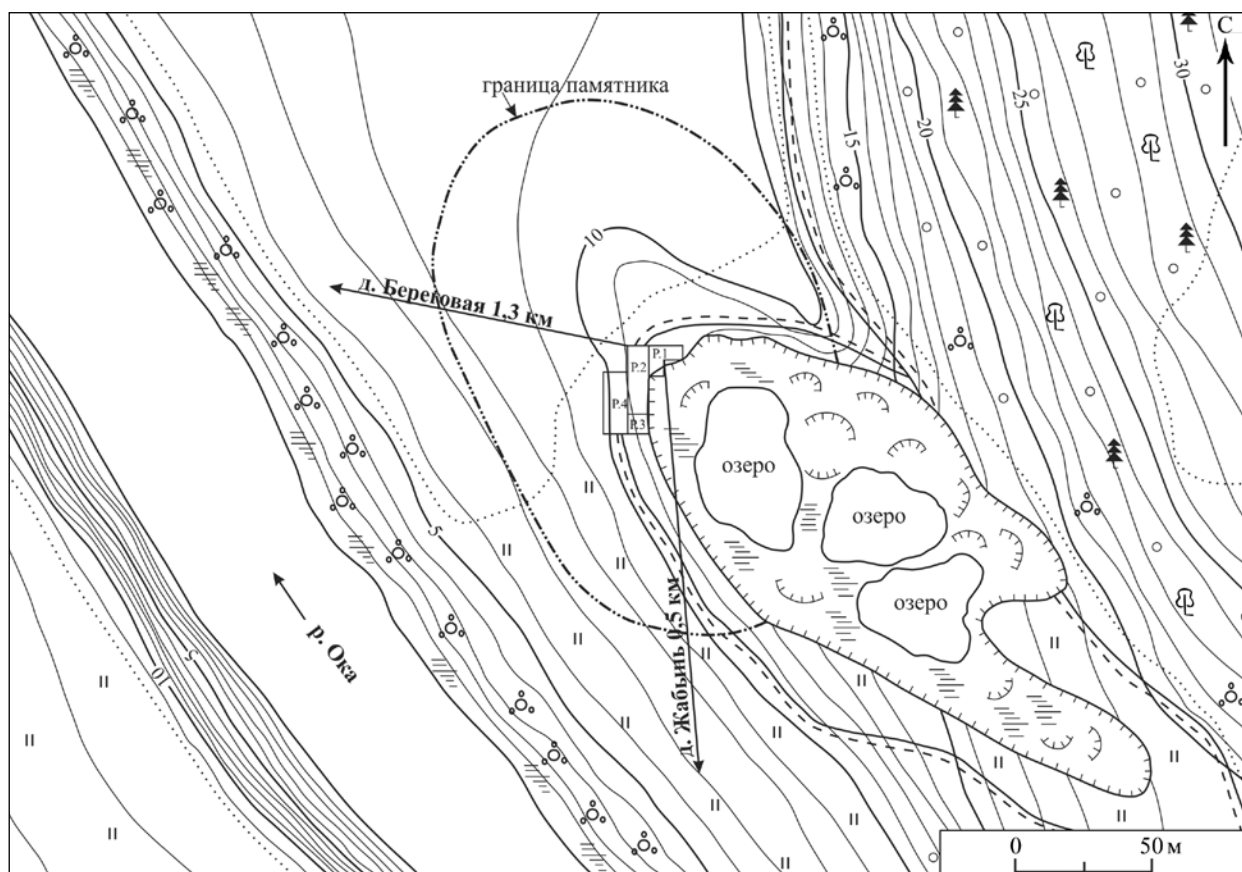 С
30
25
20
15
граница памятника
10
д. Береговая 1,3 км
Р.1
Р.2
Р.4
Р.3
озеро
озеро
озеро
5
д. Жабынь 0,5 км
р. Ока
5
10
0 50 м